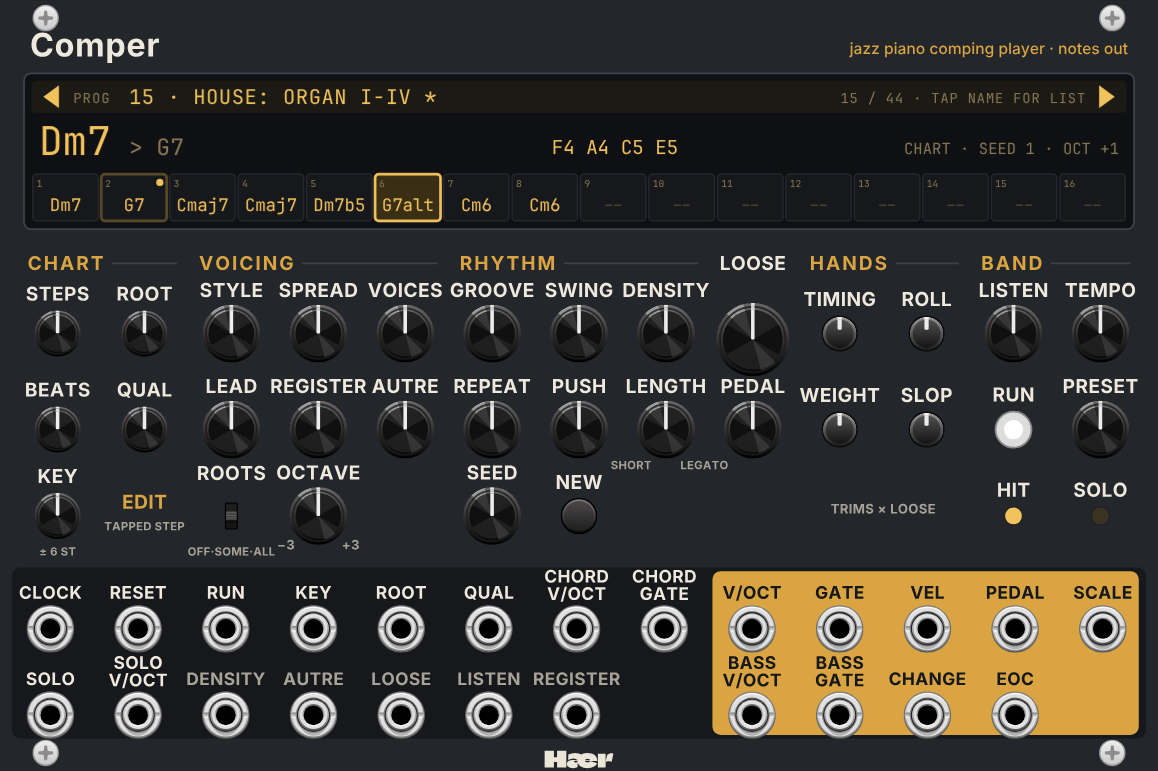 Comper
jazz piano comping player · notes out
PROG 15 · HOUSE: ORGAN I-IV *
15 / 44 · TAP NAME FOR LIST
Dm7 > G7
F4 A4 C5 E5
CHART · SEED 1 · OCT +1
1 2 3 4 5 6 7 8 9 10 11 12 13 14 15 16
Dm7 G7 Cmaj7 Cmaj7 Dm7b5 G7alt Cm6 Cm6 -- -- -- -- -- -- -- --
CHART VOICING RHYTHM LOOSE HANDS BAND
STEPS ROOT STYLE SPREAD VOICES GROOVE SWING DENSITY TIMING ROLL LISTEN TEMPO
BEATS QUAL LEAD REGISTER AUTRE REPEAT PUSH LENGTH PEDAL WEIGHT SLOP RUN PRESET
SHORT LEGATO
KEY ROOTS OCTAVE SEED NEW HIT SOLO
EDIT
TAPPED STEP
TRIMS × LOOSE
± 6 ST
OFF·SOME·ALL
−3 +3
CLOCK RESET RUN KEY ROOT QUAL CHORD V/OCT CHORD GATE V/OCT GATE VEL PEDAL SCALE
SOLO SOLO V/OCT DENSITY AUTRE LOOSE LISTEN REGISTER BASS V/OCT BASS GATE CHANGE EOC
Hær